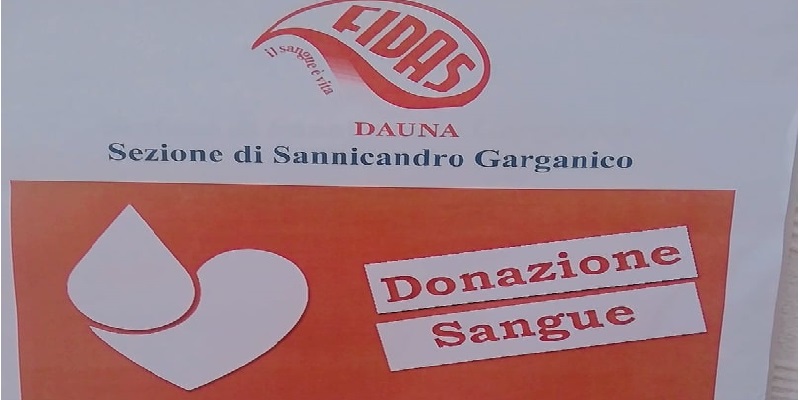 FIDAS
il sangue è vita
DAUNA
Sezione di Sannicandro Garganico
Donazione
Sangue